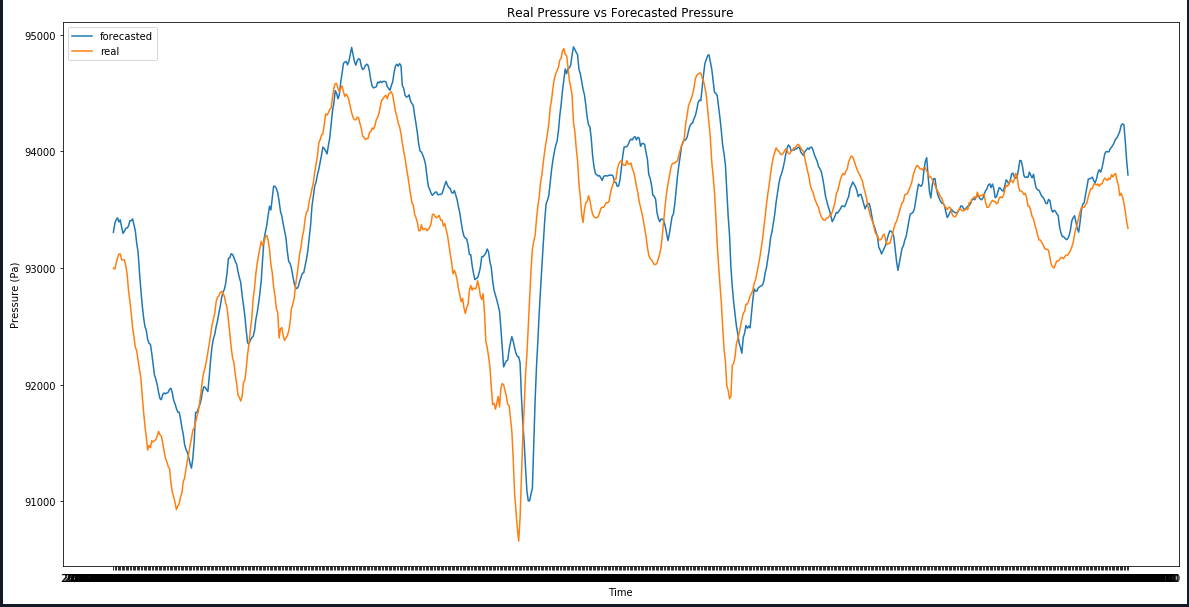 Real Pressure vs Forecasted Pressure
forecasted
real
95000
94000
93000
92000
91000
Pressure (Pa)
Time